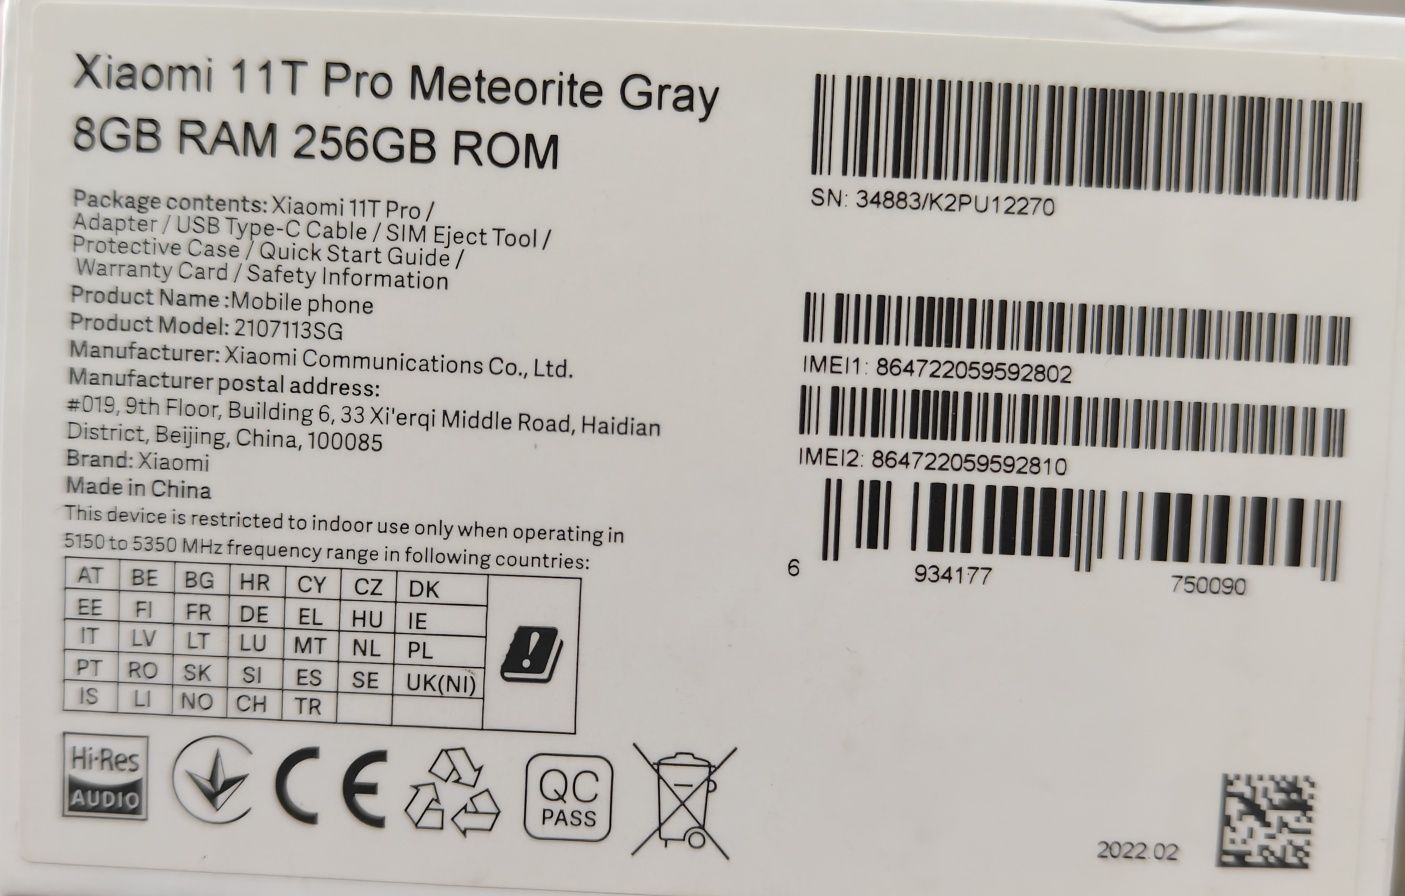 Xiaomi 11T Pro Meteorite Gray
8GB RAM 256GB ROM
Package contents: Xiaomi 11T Pro /
Adapter / USB Type-C Cable / SIM Eject Tool /
Protective Case / Quick Start Guide /
Warranty Card / Safety Information
Product Name :Mobile phone
Product Model: 2107113SG
Manufacturer: Xiaomi Communications Co., Ltd.
Manufacturer postal address:
#019, 9th Floor, Building 6, 33 Xi'erqi Middle Road, Haidian
District, Beijing, China, 100085
Brand: Xiaomi
Made in China
This device is restricted to indoor use only when operating in
5150 to 5350 MHz frequency range in following countries:
AT BE BG HR CY CZ DK
EE FI FR DE EL HU IE
IT LV LT LU MT NL PL
PT RO SK SI ES SE UK(NI)
IS LI NO CH TR
Hi-Res
AUDIO
CE
QC
PASS
SN: 34883/K2PU12270
IMEI1: 864722059592802
IMEI2: 864722059592810
6 934177 750090
2022.02